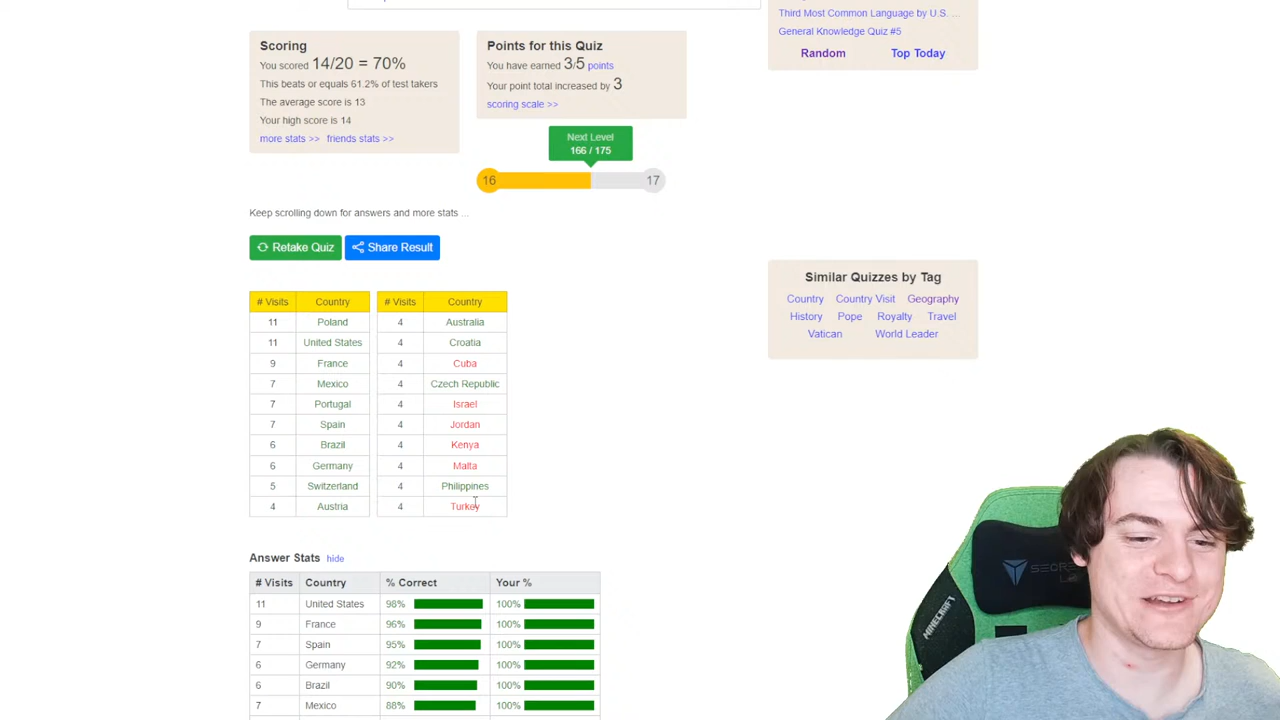 Third Most Common Language by U.S. ...
General Knowledge Quiz #5
Random Top Today
Scoring
You scored 14/20 = 70%
This beats or equals 61.2% of test takers
The average score is 13
Your high score is 14
more stats >> friends stats >>
Points for this Quiz
You have earned 3/5 points
Your point total increased by 3
scoring scale >>
Next Level
166 / 175
16 17
Keep scrolling down for answers and more stats ...
Retake Quiz Share Result
Similar Quizzes by Tag
Country Country Visit Geography
History Pope Royalty Travel
Vatican World Leader
# Visits Country # Visits Country
11 Poland 4 Australia
11 United States 4 Croatia
9 France 4 Cuba
7 Mexico 4 Czech Republic
7 Portugal 4 Israel
7 Spain 4 Jordan
6 Brazil 4 Kenya
6 Germany 4 Malta
5 Switzerland 4 Philippines
4 Austria 4 Turkey
Answer Stats hide
# Visits Country % Correct Your %
11 United States 98% 100%
9 France 96% 100%
7 Spain 95% 100%
6 Germany 92% 100%
6 Brazil 90% 100%
7 Mexico 88% 100%
MINECRAFT